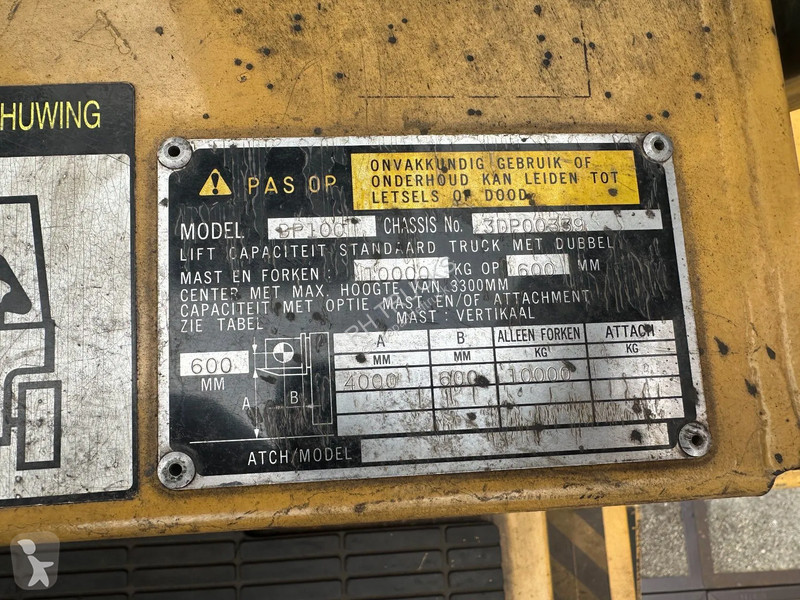 HUWING
PAS OP
ONVAKKUNDIG GEBRUIK OF
ONDERHOUD KAN LEIDEN TOT
LETSELS OF DOOD
MODEL DP100T CHASSIS No. 3DP00339
LIFT CAPACITEIT STANDAARD TRUCK MET DUBBEL
MAST EN FORKEN : 10000 KG OP 600 MM
CENTER MET MAX. HOOGTE VAN 3300MM
CAPACITEIT MET OPTIE MAST EN/OF ATTACHMENT
ZIE TABEL MAST : VERTIKAAL
A B ALLEEN FORKEN ATTACH
MM MM KG KG
4000 600 10000
600
MM
A
B
ATCH/MODEL